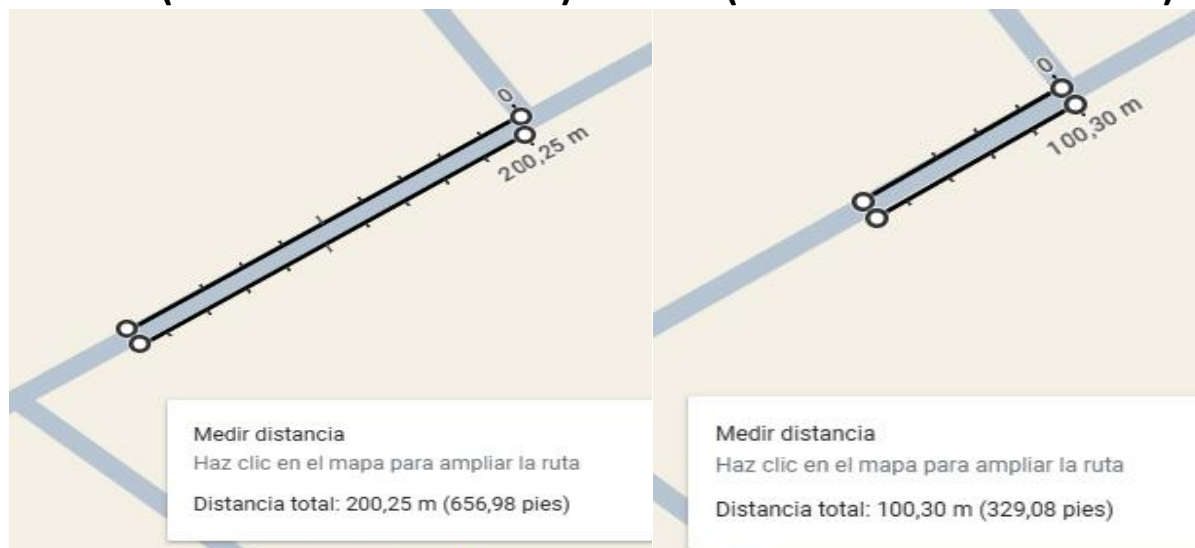 0
200,25 m
Medir distancia
Haz clic en el mapa para ampliar la ruta
Distancia total: 200,25 m (656,98 pies)
0
100,30 m
Medir distancia
Haz clic en el mapa para ampliar la ruta
Distancia total: 100,30 m (329,08 pies)